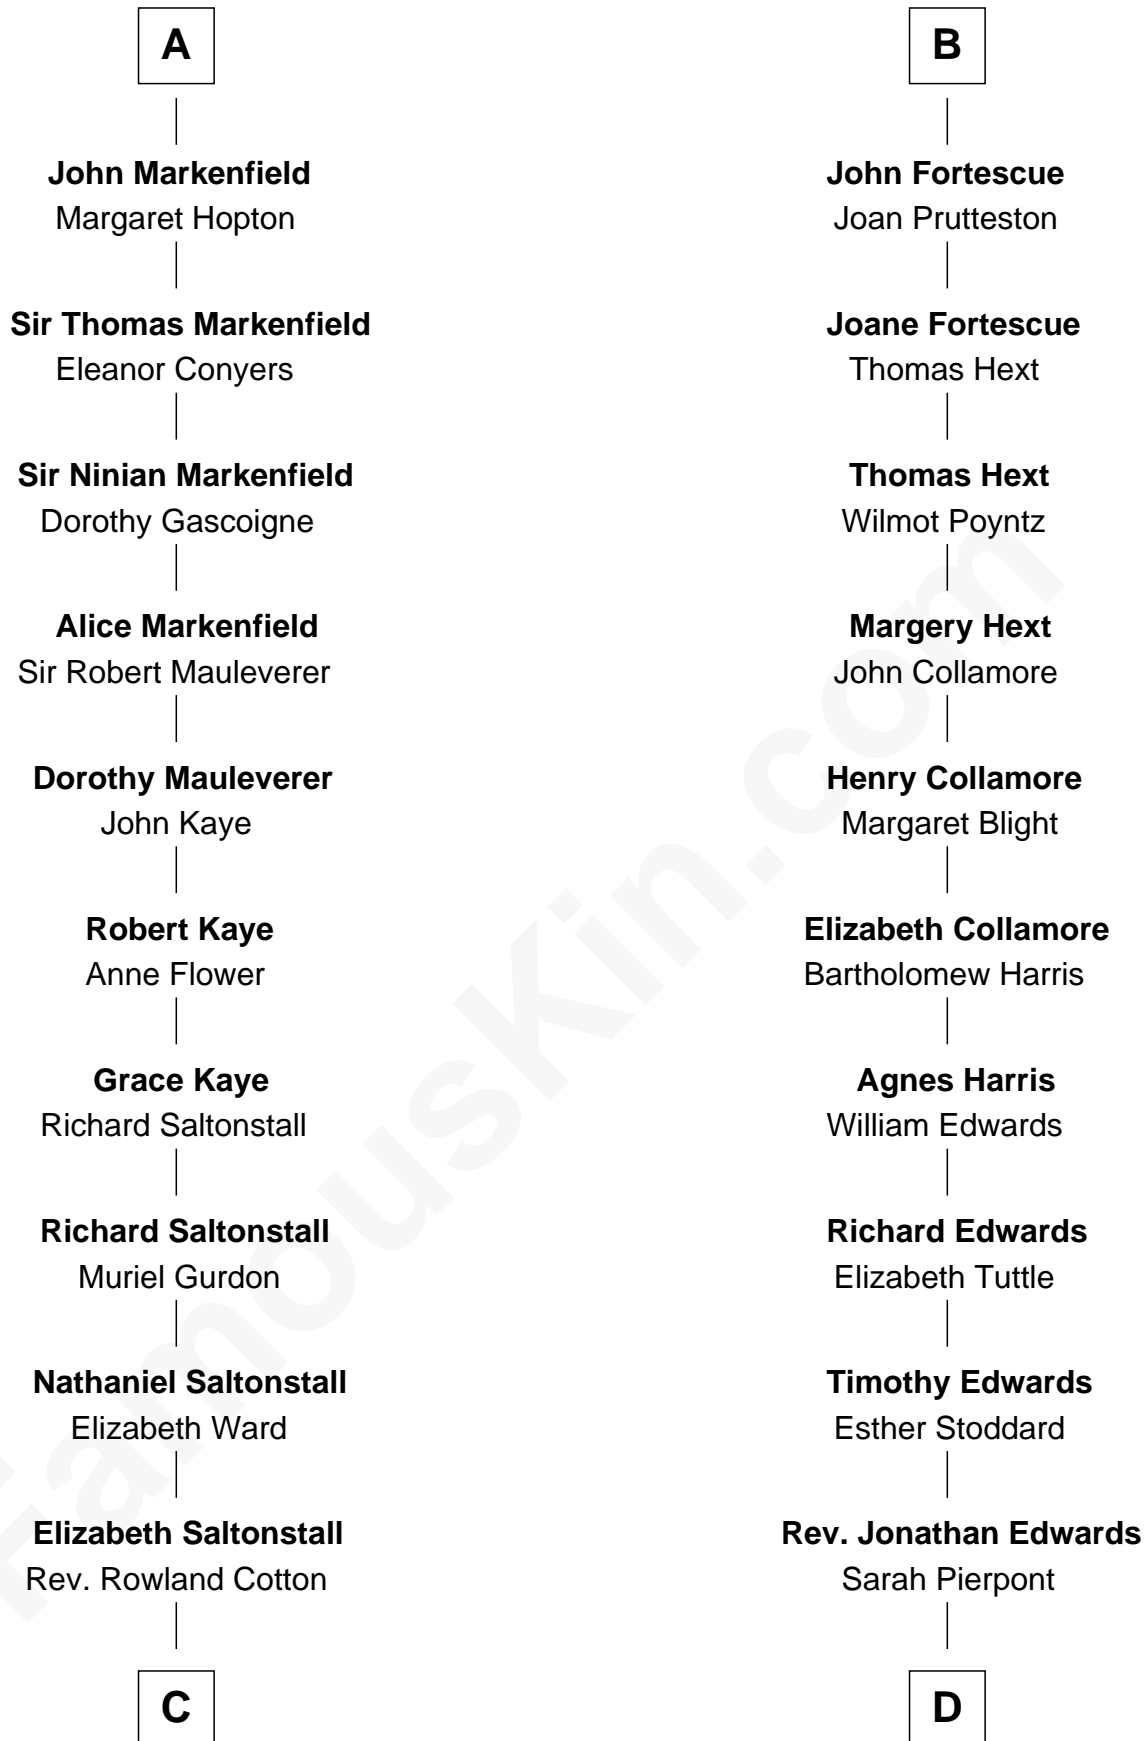 A
John Markenfield
Margaret Hopton
Sir Thomas Markenfield
Eleanor Conyers
Sir Ninian Markenfield
Dorothy Gascoigne
Alice Markenfield
Sir Robert Mauleverer
Dorothy Mauleverer
John Kaye
Robert Kaye
Anne Flower
Grace Kaye
Richard Saltonstall
Richard Saltonstall
Muriel Gurdon
Nathaniel Saltonstall
Elizabeth Ward
Elizabeth Saltonstall
Rev. Rowland Cotton
C
B
John Fortescue
Joan Prutteston
Joane Fortescue
Thomas Hext
Thomas Hext
Wilmot Poyntz
Margery Hext
John Collamore
Henry Collamore
Margaret Blight
Elizabeth Collamore
Bartholomew Harris
Agnes Harris
William Edwards
Richard Edwards
Elizabeth Tuttle
Timothy Edwards
Esther Stoddard
Rev. Jonathan Edwards
Sarah Pierpont
D
FamousKin.com